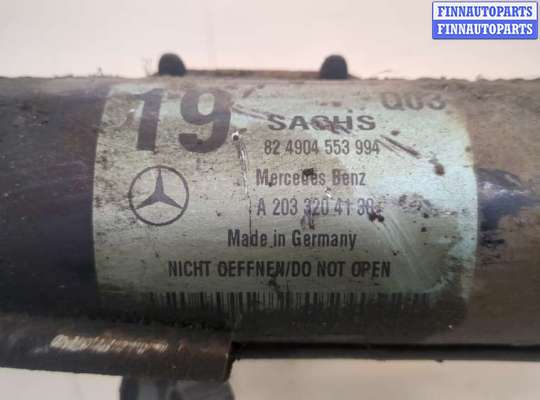 FINNAUTOPARTS
FINNAUTOPARTS
19 Q03
SACHS
82 4904 553 994
Mercedes Benz
A 203 320 41 30
Made in Germany
NICHT OEFFNEN/DO NOT OPEN